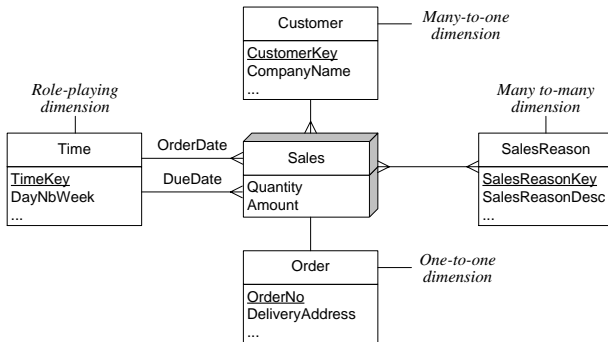 Customer
CustomerKey
CompanyName
...
Many-to-one
dimension
Role-playing
dimension
Time
TimeKey
DayNbWeek
...
OrderDate
DueDate
Sales
Quantity
Amount
Many to-many
dimension
SalesReason
SalesReasonKey
SalesReasonDesc
...
Order
OrderNo
DeliveryAddress
...
One-to-one
dimension